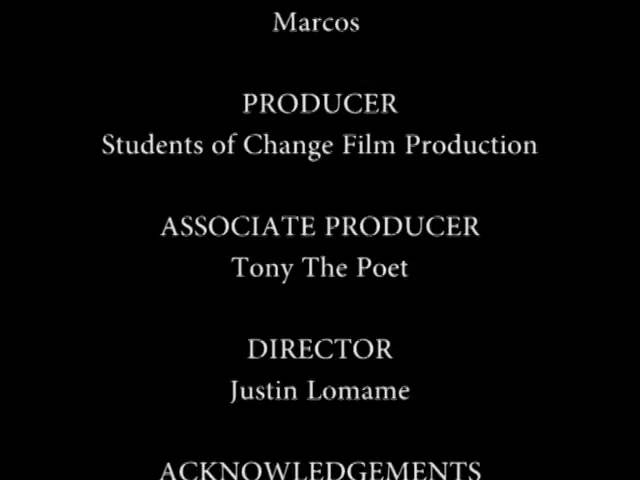 Marcos
PRODUCER
Students of Change Film Production
ASSOCIATE PRODUCER
Tony The Poet
DIRECTOR
Justin Lomame
ACKNOWLEDGEMENTS